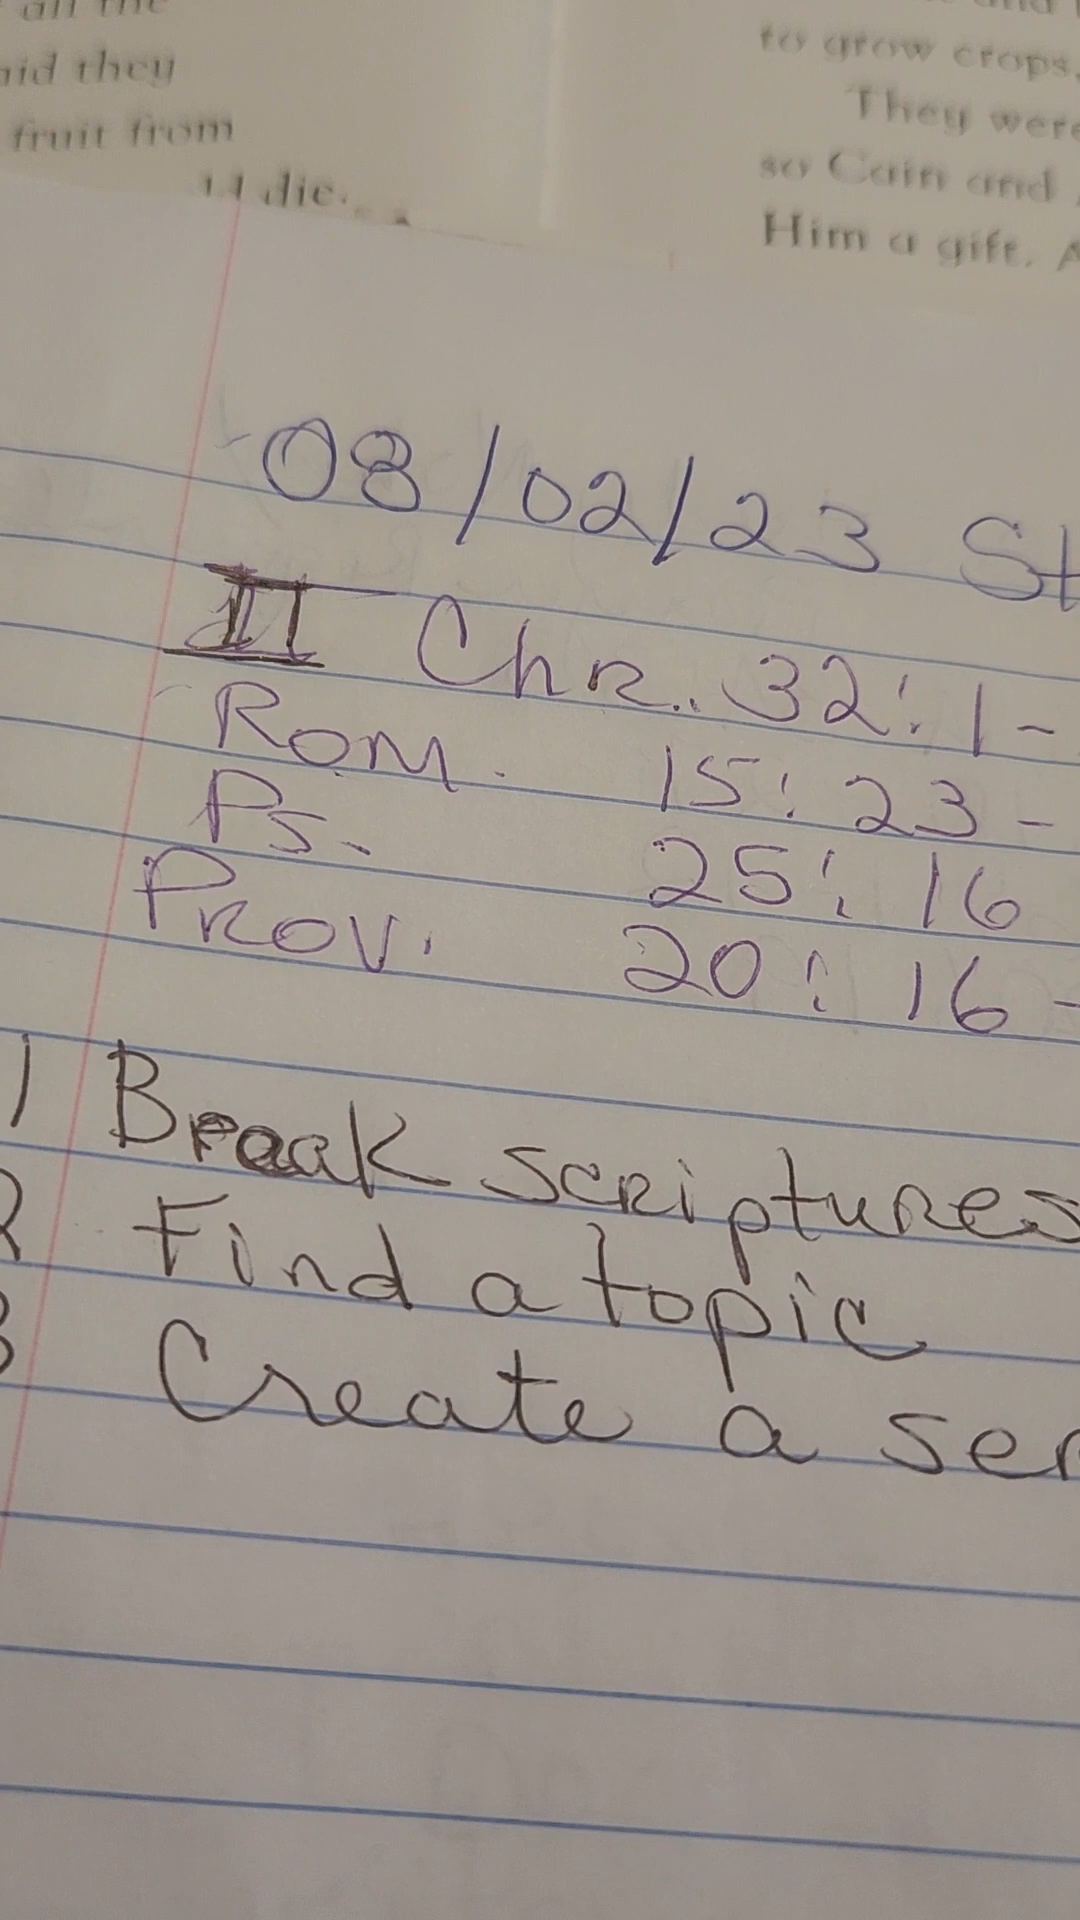 all the
they
fruit from
die.
to grow crops.
They were
so Cain and
Him a gift. A
08/02/23 St
II Chr. 32:1-
Rom. 15:23-
Ps. 25:16
Prov. 20:16-
1 Break scriptures
2 Find a topic
3 Create a ser